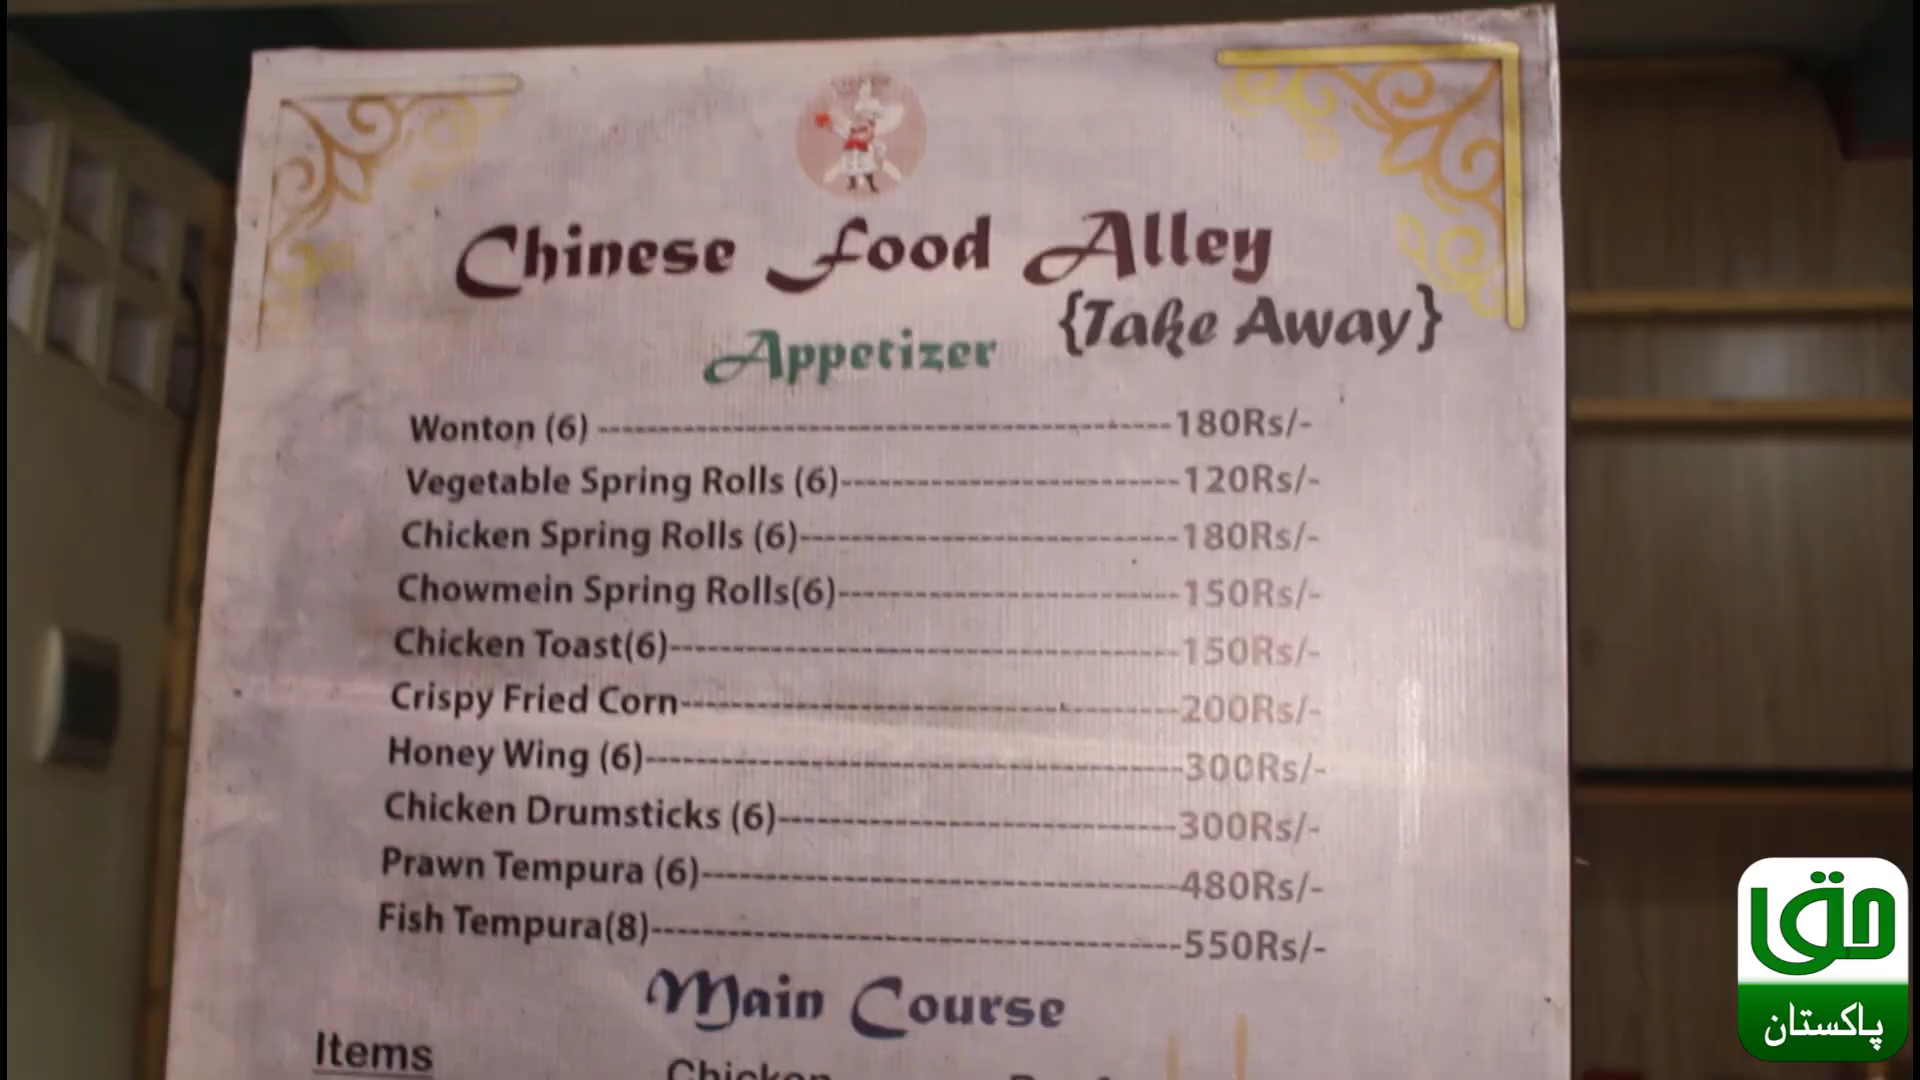 Chinese Food Alley
{Take Away}
Appetizer
Wonton (6) ---------- 180Rs/-
Vegetable Spring Rolls (6)---------- 120Rs/-
Chicken Spring Rolls (6)---------- 180Rs/-
Chowmein Spring Rolls(6)---------- 150Rs/-
Chicken Toast(6)---------- 150Rs/-
Crispy Fried Corn---------- 200Rs/-
Honey Wing (6)---------- 300Rs/-
Chicken Drumsticks (6)---------- 300Rs/-
Prawn Tempura (6)---------- 480Rs/-
Fish Tempura(8)---------- 550Rs/-
Main Course
Items Chicken
پاکستان